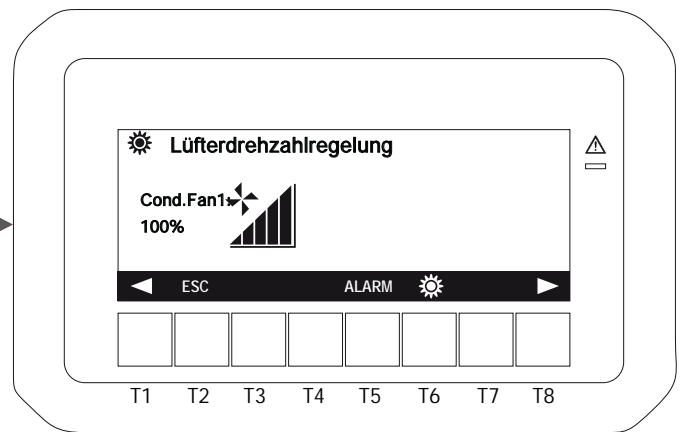 Lüfterdrehzahlregelung
Cond.Fan1:
100%
ESC ALARM
T1 T2 T3 T4 T5 T6 T7 T8